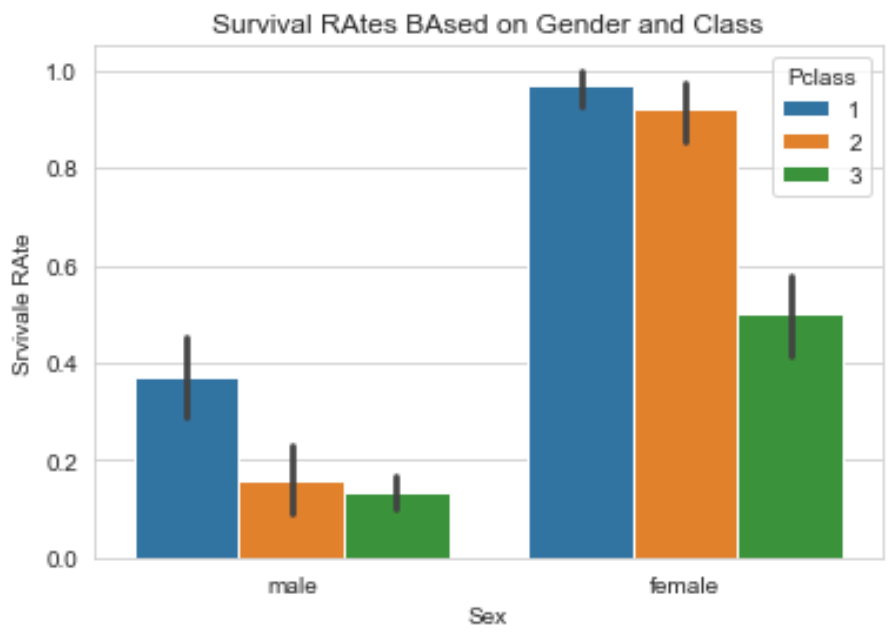 Survival RAtes BAsed on Gender and Class
Pclass
1
2
3
Srvivale RAte
1.0
0.8
0.6
0.4
0.2
0.0
male female
Sex